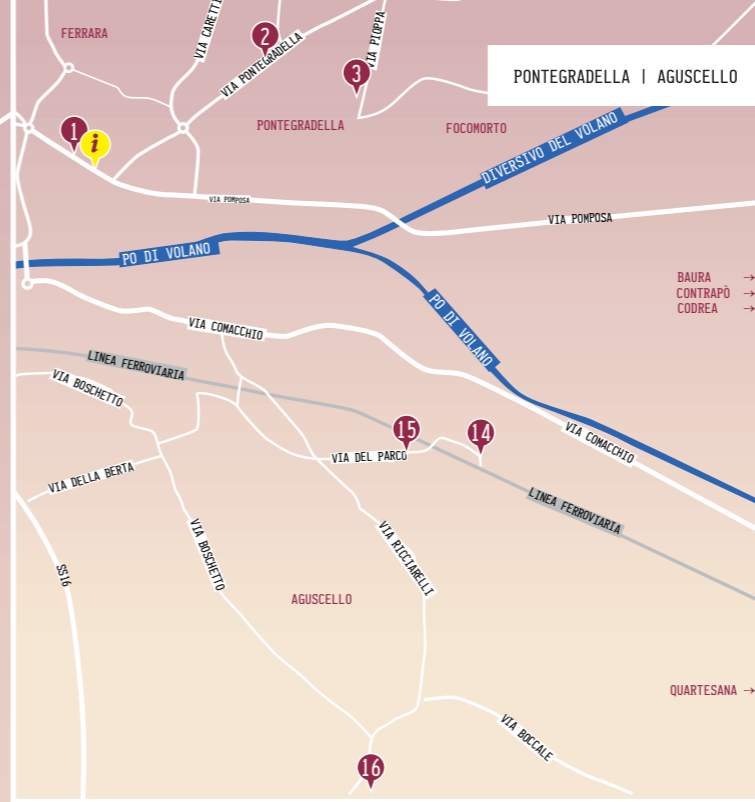 FERRARA
VIA CARETTI
2
VIA PONTEGRADELLA
VIA PIOPPA
3
PONTEGRADELLA | AGUSCELLO
1
i
PONTEGRADELLA
FOCOMORTO
DIVERSIVO DEL VOLANO
VIA POMPOSA
VIA POMPOSA
PO DI VOLANO
BAURA →
CONTRAPÒ →
CODREA →
PO DI VOLANO
VIA COMACCHIO
LINEA FERROVIARIA
VIA BOSCHETTO
15
14
VIA COMACCHIO
VIA DEL PARCO
VIA DELLA BERTA
LINEA FERROVIARIA
VIA BOSCHETTO
VIA RICCIARELLI
SS16
AGUSCELLO
QUARTESANA →
VIA BOCCALE
16